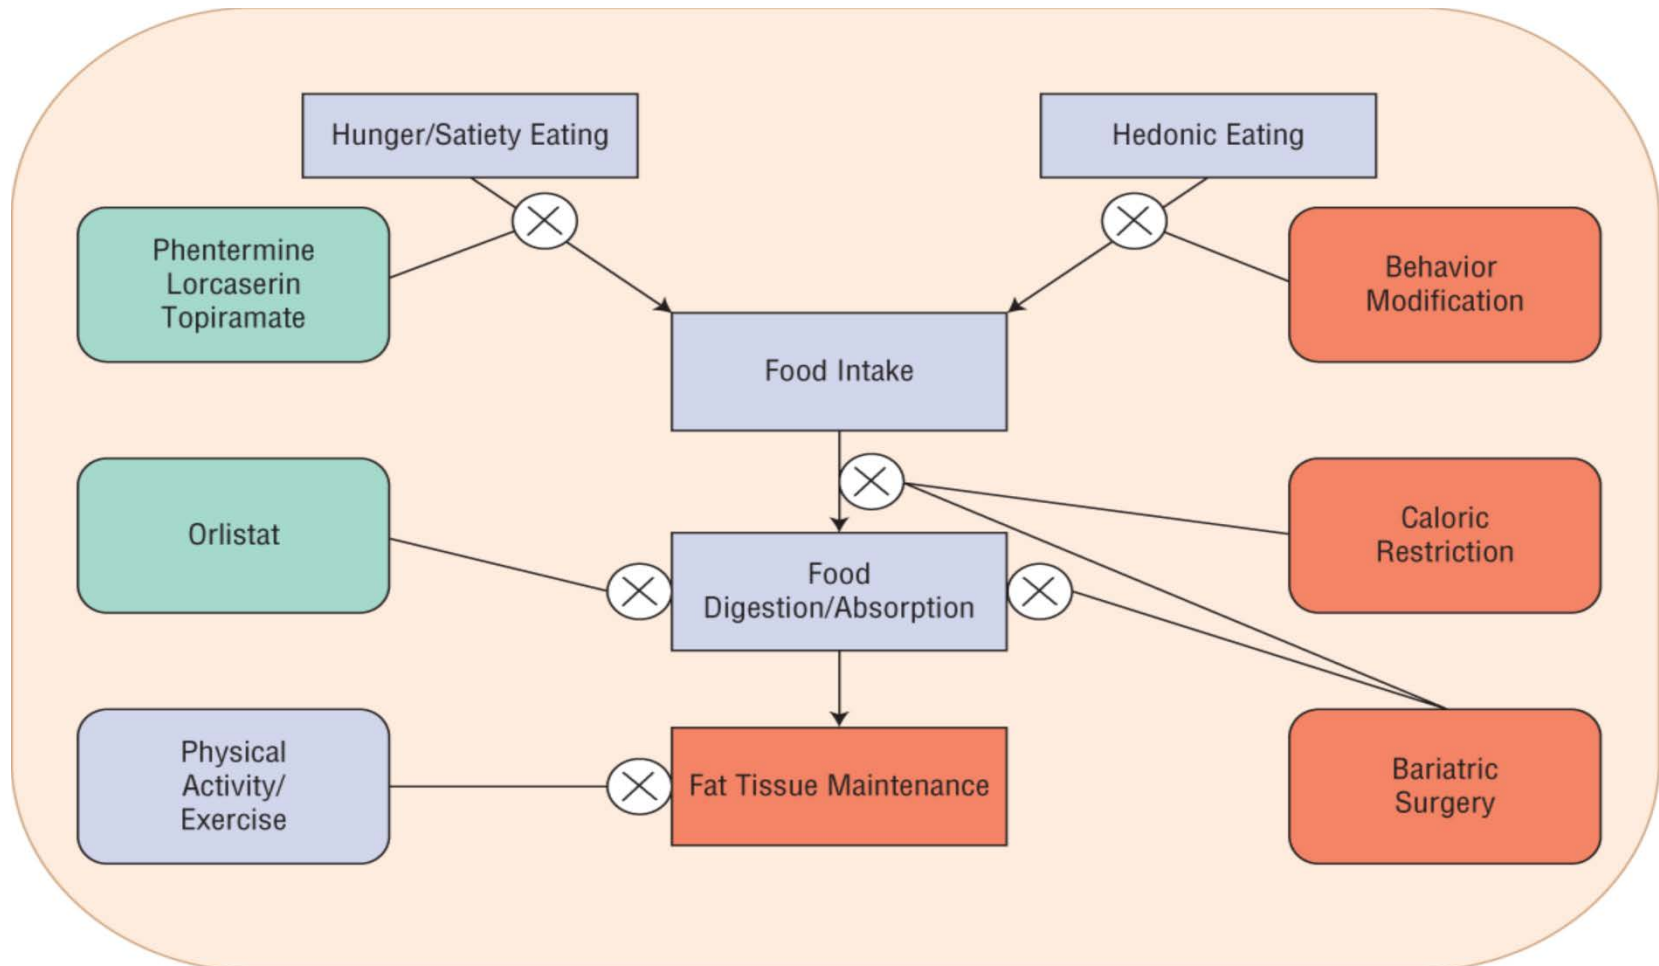 Hunger/Satiety Eating
Hedonic Eating
Phentermine
Lorcaserin
Topiramate
Behavior
Modification
Food Intake
Orlistat
Caloric
Restriction
Food
Digestion/Absorption
Physical
Activity/
Exercise
Fat Tissue Maintenance
Bariatric
Surgery